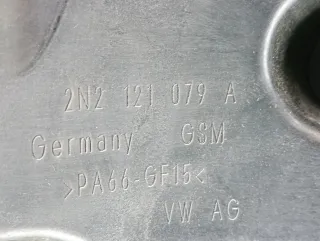 2N2 121 079 A
Germany GSM
>PA66-GF15<
VW AG